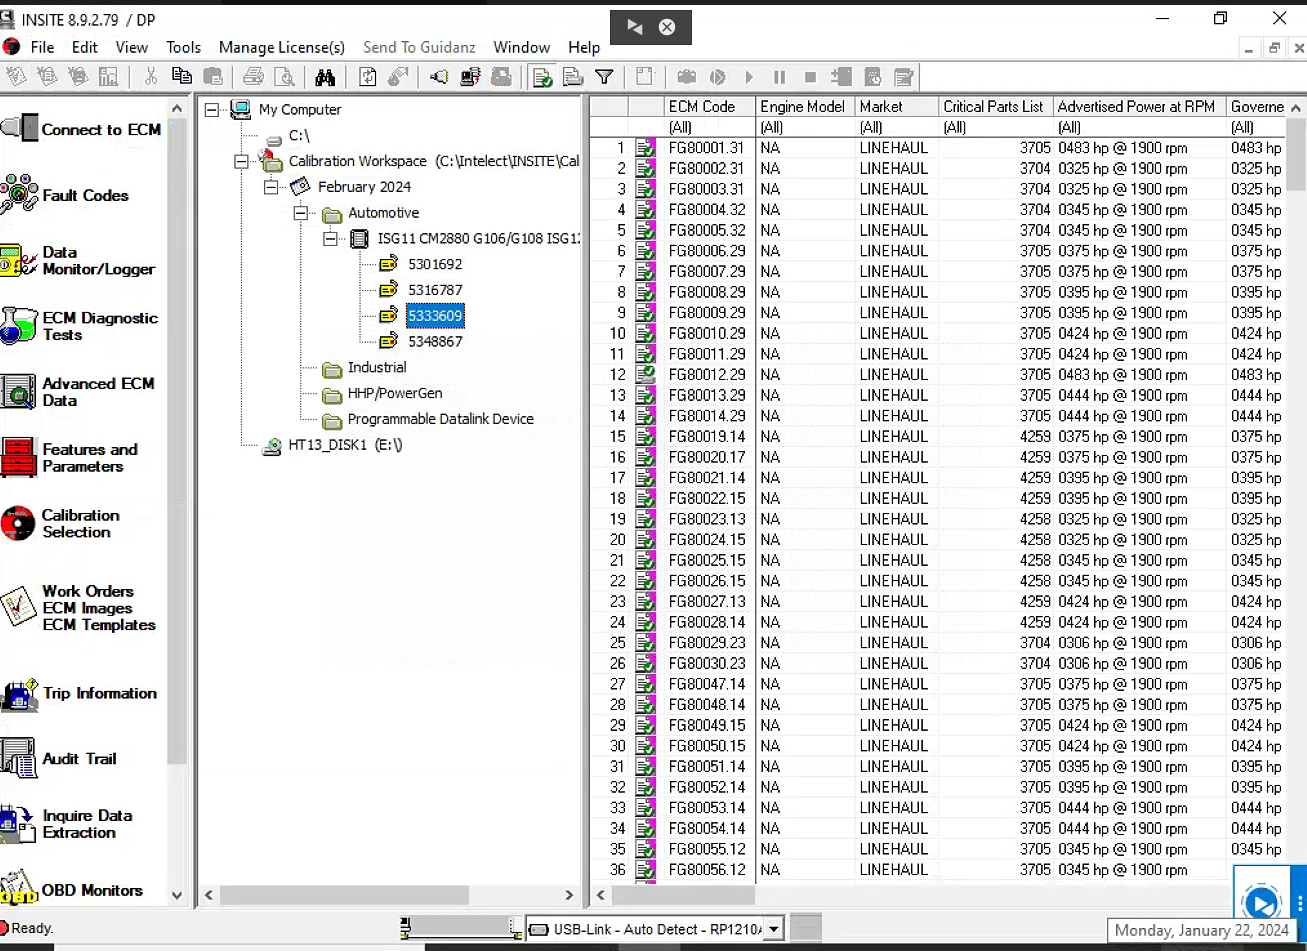 INSITE 8.9.2.79 / DP
File Edit View Tools Manage License(s) Send To Guidanz Window Help
Connect to ECM
Fault Codes
Data
Monitor/Logger
ECM Diagnostic
Tests
Advanced ECM
Data
Features and
Parameters
Calibration
Selection
Work Orders
ECM Images
ECM Templates
Trip Information
Audit Trail
Inquire Data
Extraction
OBD Monitors
My Computer
C:\
Calibration Workspace (C:\Intelect\INSITE\Cal
February 2024
Automotive
ISG11 CM2880 G106/G108 ISG12
5301692
5316787
5333609
5348867
Industrial
HHP/PowerGen
Programmable Datalink Device
HT13_DISK1 (E:\)
ECM Code Engine Model Market Critical Parts List Advertised Power at RPM Governe
(All) (All) (All) (All) (All) (All)
1 FG80001.31 NA LINEHAUL 3705 0483 hp @ 1900 rpm 0483 hp
2 FG80002.31 NA LINEHAUL 3704 0325 hp @ 1900 rpm 0325 hp
3 FG80003.31 NA LINEHAUL 3704 0325 hp @ 1900 rpm 0325 hp
4 FG80004.32 NA LINEHAUL 3704 0345 hp @ 1900 rpm 0345 hp
5 FG80005.32 NA LINEHAUL 3704 0345 hp @ 1900 rpm 0345 hp
6 FG80006.29 NA LINEHAUL 3705 0375 hp @ 1900 rpm 0375 hp
7 FG80007.29 NA LINEHAUL 3705 0375 hp @ 1900 rpm 0375 hp
8 FG80008.29 NA LINEHAUL 3705 0395 hp @ 1900 rpm 0395 hp
9 FG80009.29 NA LINEHAUL 3705 0395 hp @ 1900 rpm 0395 hp
10 FG80010.29 NA LINEHAUL 3705 0424 hp @ 1900 rpm 0424 hp
11 FG80011.29 NA LINEHAUL 3705 0424 hp @ 1900 rpm 0424 hp
12 FG80012.29 NA LINEHAUL 3705 0483 hp @ 1900 rpm 0483 hp
13 FG80013.29 NA LINEHAUL 3705 0444 hp @ 1900 rpm 0444 hp
14 FG80014.29 NA LINEHAUL 3705 0444 hp @ 1900 rpm 0444 hp
15 FG80019.14 NA LINEHAUL 4259 0375 hp @ 1900 rpm 0375 hp
16 FG80020.17 NA LINEHAUL 4259 0375 hp @ 1900 rpm 0375 hp
17 FG80021.14 NA LINEHAUL 4259 0395 hp @ 1900 rpm 0395 hp
18 FG80022.15 NA LINEHAUL 4259 0395 hp @ 1900 rpm 0395 hp
19 FG80023.13 NA LINEHAUL 4258 0325 hp @ 1900 rpm 0325 hp
20 FG80024.15 NA LINEHAUL 4258 0325 hp @ 1900 rpm 0325 hp
21 FG80025.15 NA LINEHAUL 4258 0345 hp @ 1900 rpm 0345 hp
22 FG80026.15 NA LINEHAUL 4258 0345 hp @ 1900 rpm 0345 hp
23 FG80027.13 NA LINEHAUL 4259 0424 hp @ 1900 rpm 0424 hp
24 FG80028.14 NA LINEHAUL 4259 0424 hp @ 1900 rpm 0424 hp
25 FG80029.23 NA LINEHAUL 3704 0306 hp @ 1900 rpm 0306 hp
26 FG80030.23 NA LINEHAUL 3704 0306 hp @ 1900 rpm 0306 hp
27 FG80047.14 NA LINEHAUL 3705 0375 hp @ 1900 rpm 0375 hp
28 FG80048.14 NA LINEHAUL 3705 0375 hp @ 1900 rpm 0375 hp
29 FG80049.15 NA LINEHAUL 3705 0424 hp @ 1900 rpm 0424 hp
30 FG80050.15 NA LINEHAUL 3705 0424 hp @ 1900 rpm 0424 hp
31 FG80051.14 NA LINEHAUL 3705 0395 hp @ 1900 rpm 0395 hp
32 FG80052.14 NA LINEHAUL 3705 0395 hp @ 1900 rpm 0395 hp
33 FG80053.14 NA LINEHAUL 3705 0444 hp @ 1900 rpm 0444 hp
34 FG80054.14 NA LINEHAUL 3705 0444 hp @ 1900 rpm 0444 hp
35 FG80055.12 NA LINEHAUL 3705 0345 hp @ 1900 rpm 0345 hp
36 FG80056.12 NA LINEHAUL 3705 0345 hp @ 1900 rpm
Ready.
USB-Link - Auto Detect - RP1210A
Monday, January 22, 2024